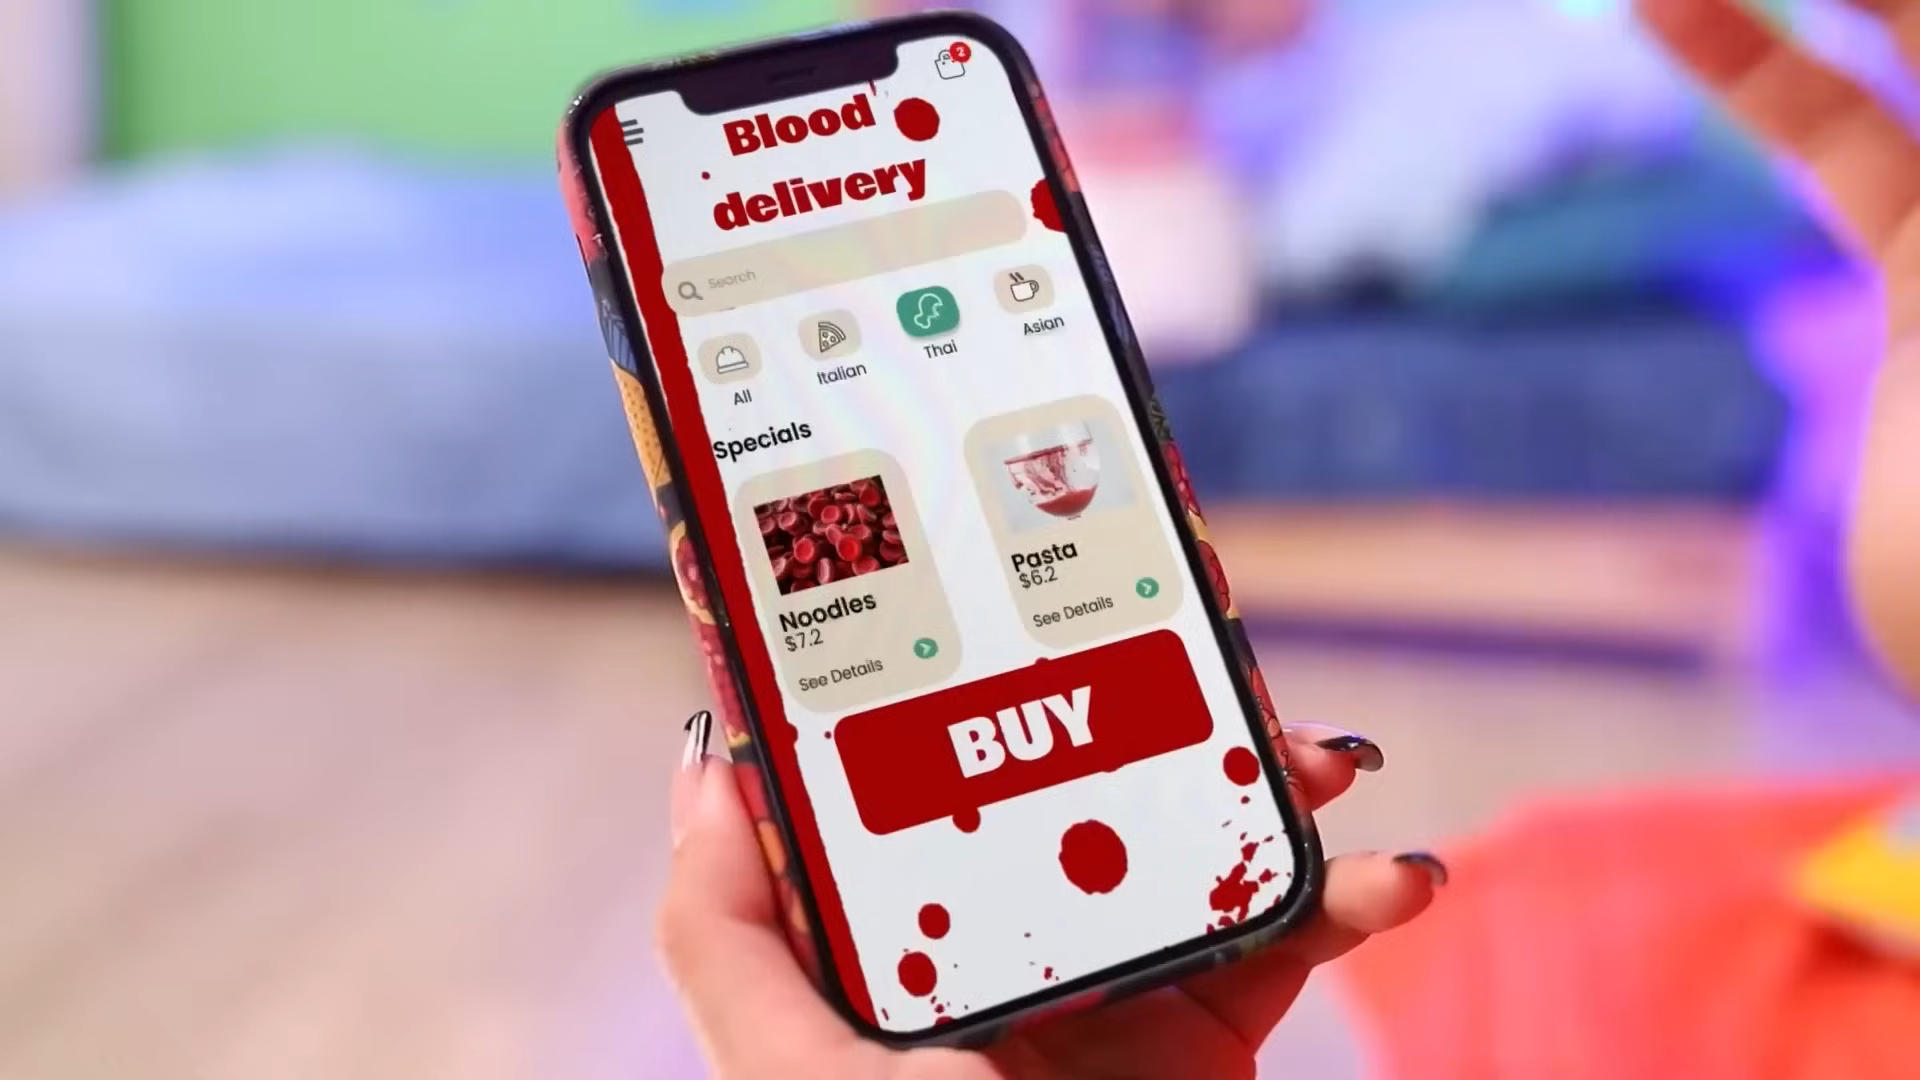 2
Blood
delivery
Search
All
Italian
Thai
Asian
Specials
Noodles
$7.2
See Details
Pasta
$6.2
See Details
BUY